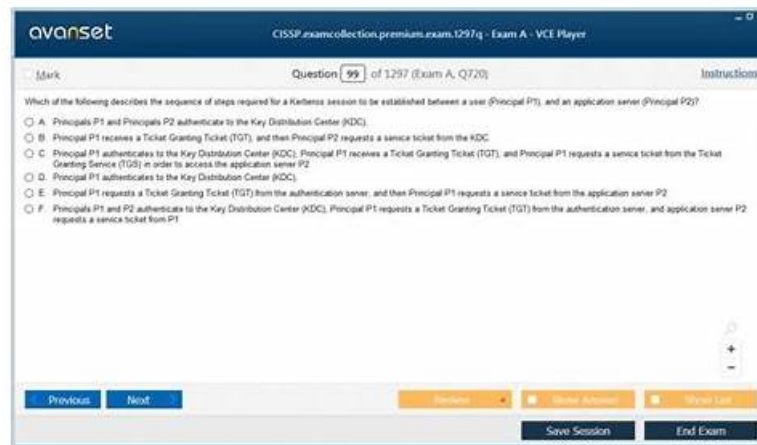 avanset
CISSP.examcollection.premium.exam.1297q - Exam A - VCE Player
Mark
Question 99 of 1297 (Exam A, Q720)
Instructions
Which of the following describes the sequence of steps required for a Kerberos session to be established between a user (Principal P1), and an application server (Principal P2)?
A. Principals P1 and Principals P2 authenticate to the Key Distribution Center (KDC),
B. Principal P1 receives a Ticket Granting Ticket (TGT), and then Principal P2 requests a service ticket from the KDC.
C. Principal P1 authenticates to the Key Distribution Center (KDC), Principal P1 receives a Ticket Granting Ticket (TGT), and Principal P1 requests a service ticket from the Ticket
Granting Service (TGS) in order to access the application server P2
D. Principal P1 authenticates to the Key Distribution Center (KDC),
E. Principal P1 requests a Ticket Granting Ticket (TGT) from the authentication server, and then Principal P1 requests a service ticket from the application server P2
F. Principals P1 and P2 authenticate to the Key Distribution Center (KDC), Principal P1 requests a Ticket Granting Ticket (TGT) from the authentication server, and application server P2
requests a service ticket from P1
+
-
Previous Next Review Show Answer Show List
Save Session End Exam